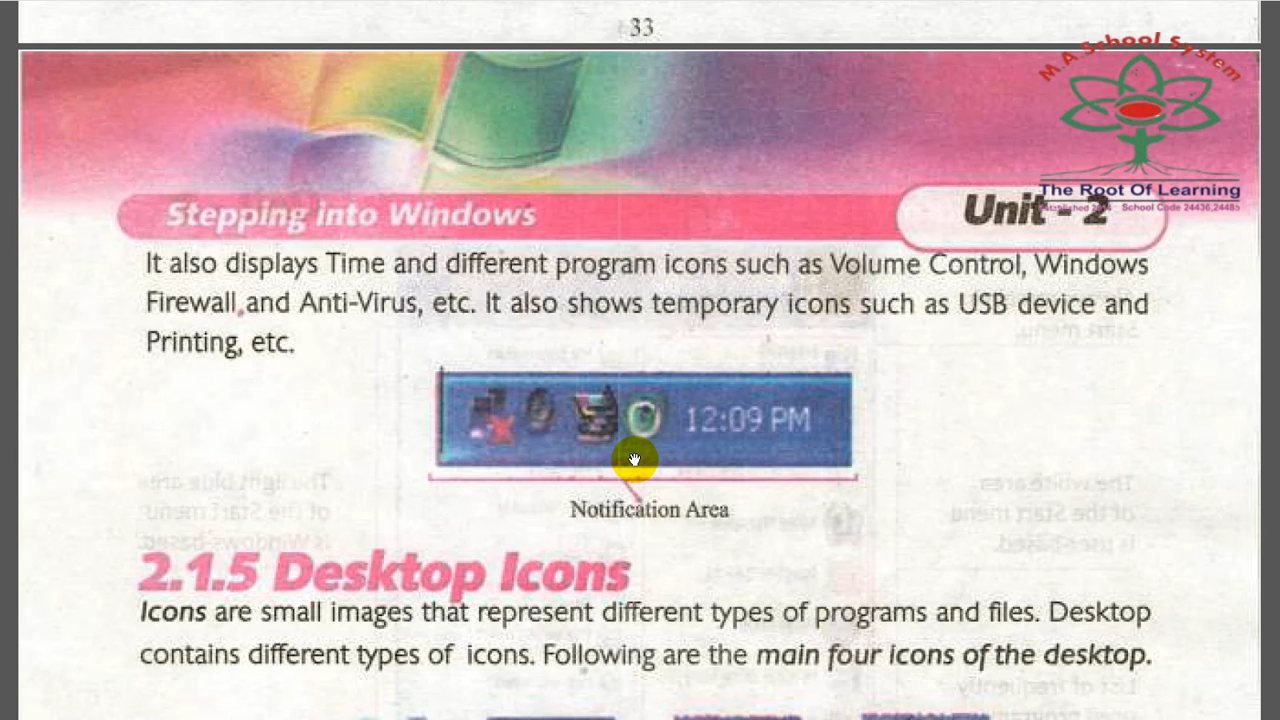 33
M.A.School System
The Root Of Learning
School Code 24436,24485
Stepping into Windows
Unit - 2
It also displays Time and different program icons such as Volume Control, Windows
Firewall,and Anti-Virus, etc. It also shows temporary icons such as USB device and
Printing, etc.
12:09 PM
Notification Area
2.1.5 Desktop Icons
Icons are small images that represent different types of programs and files. Desktop
contains different types of icons. Following are the main four icons of the desktop.